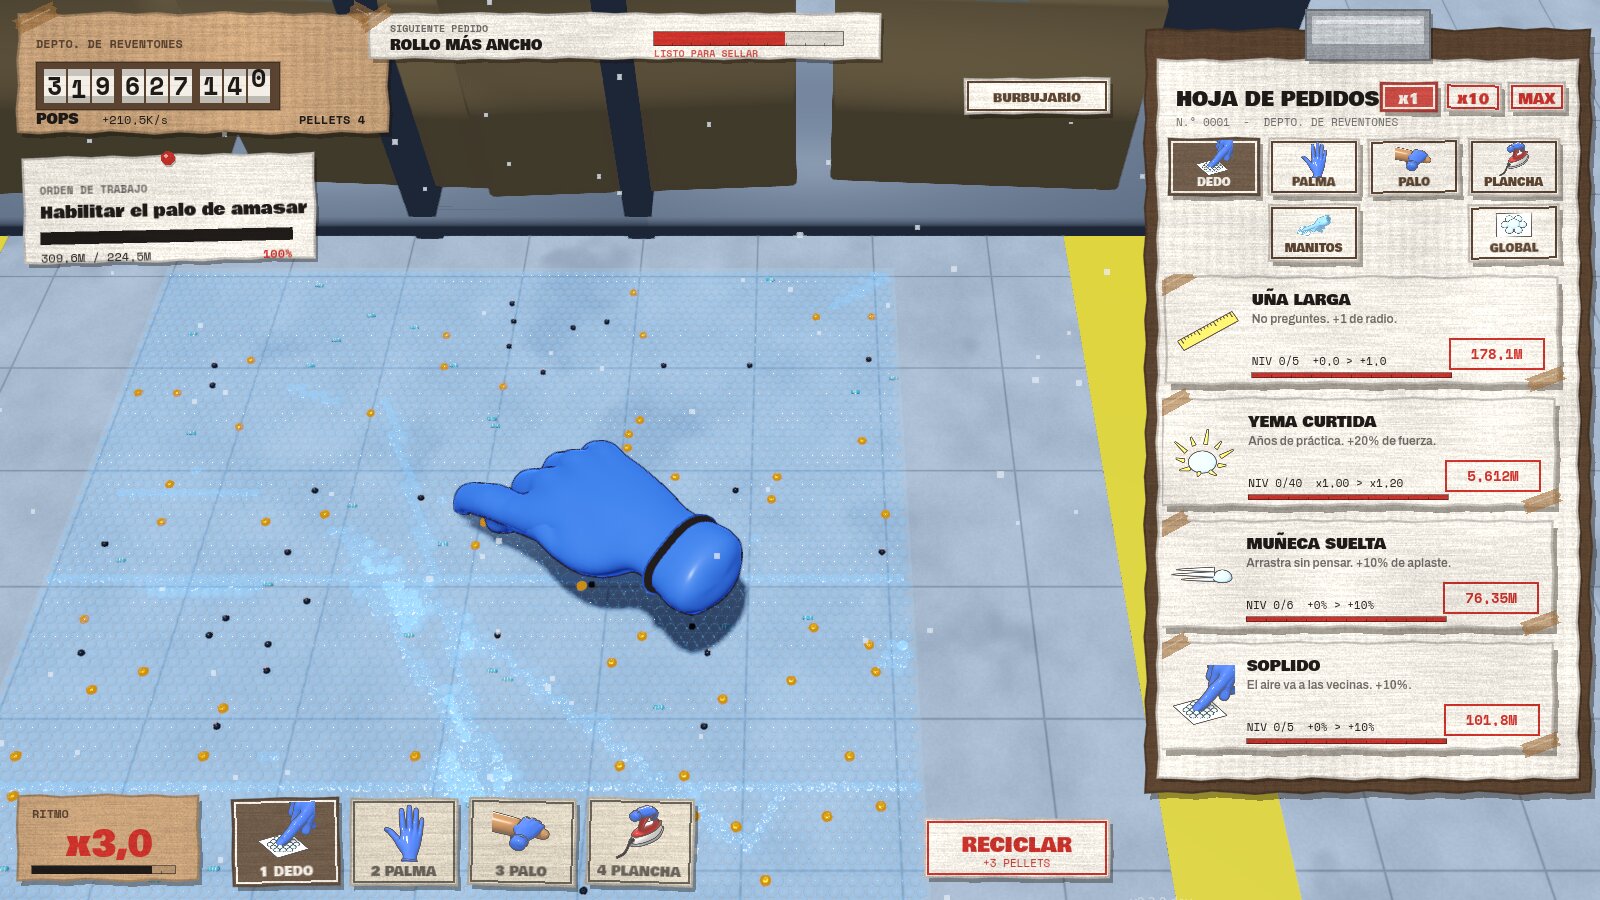 DEPTO. DE REVENTONES
319 627 140
POPS +210,5K/s PELLETS 4
SIGUIENTE PEDIDO
ROLLO MÁS ANCHO
LISTO PARA SELLAR
BURBUJARIO
ORDEN DE TRABAJO
Habilitar el palo de amasar
309,6M / 224,5M 100%
HOJA DE PEDIDOS x1 x10 MAX
N.° 0001 - DEPTO. DE REVENTONES
DEDO PALMA PALO PLANCHA
MANITOS GLOBAL
UÑA LARGA
No preguntes. +1 de radio.
NIV 0/5 +0,0 > +1,0 178,1M
YEMA CURTIDA
Años de práctica. +20% de fuerza.
NIV 0/40 x1,00 > x1,20 5,612M
MUÑECA SUELTA
Arrastra sin pensar. +10% de aplaste.
NIV 0/6 +0% > +10% 76,35M
SOPLIDO
El aire va a las vecinas. +10%.
NIV 0/5 +0% > +10% 101,8M
RITMO
x3,0
1 DEDO 2 PALMA 3 PALO 4 PLANCHA
RECICLAR
+3 PELLETS